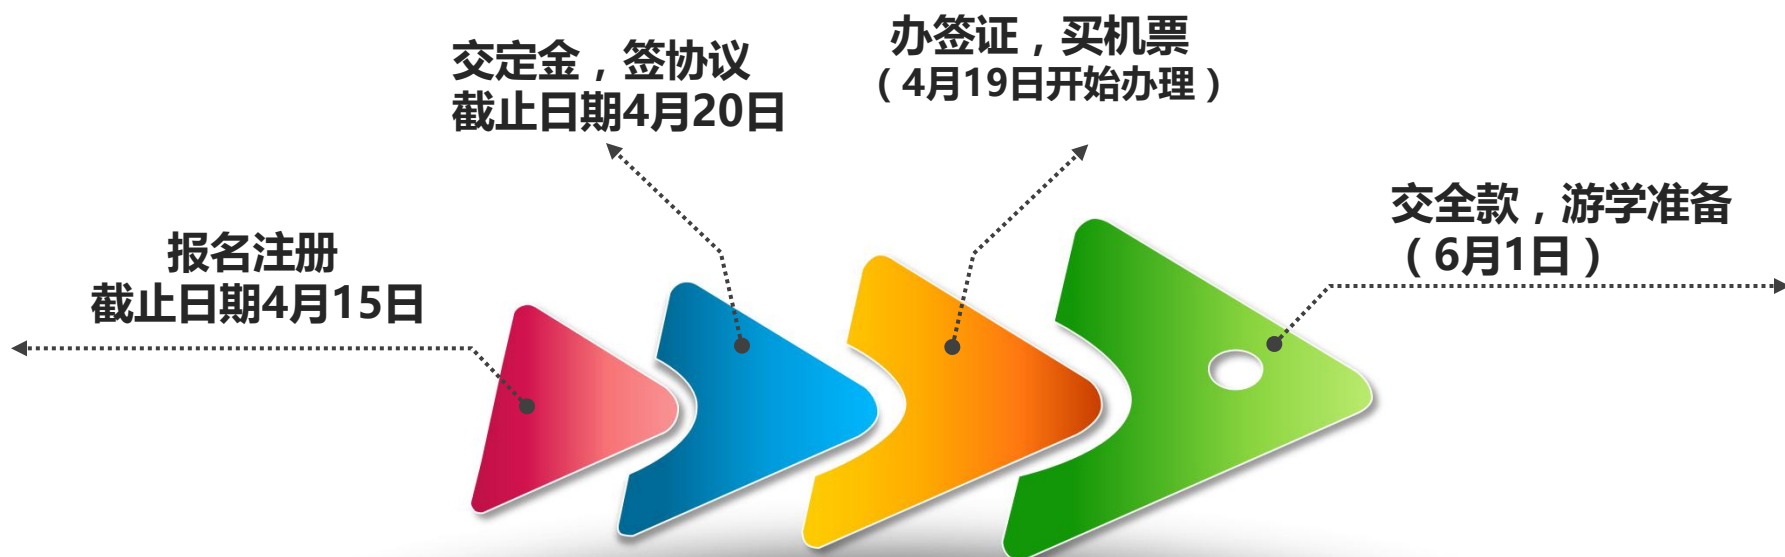 报名注册
截止日期4月15日
交定金，签协议
截止日期4月20日
办签证，买机票
（4月19日开始办理）
交全款，游学准备
（6月1日）